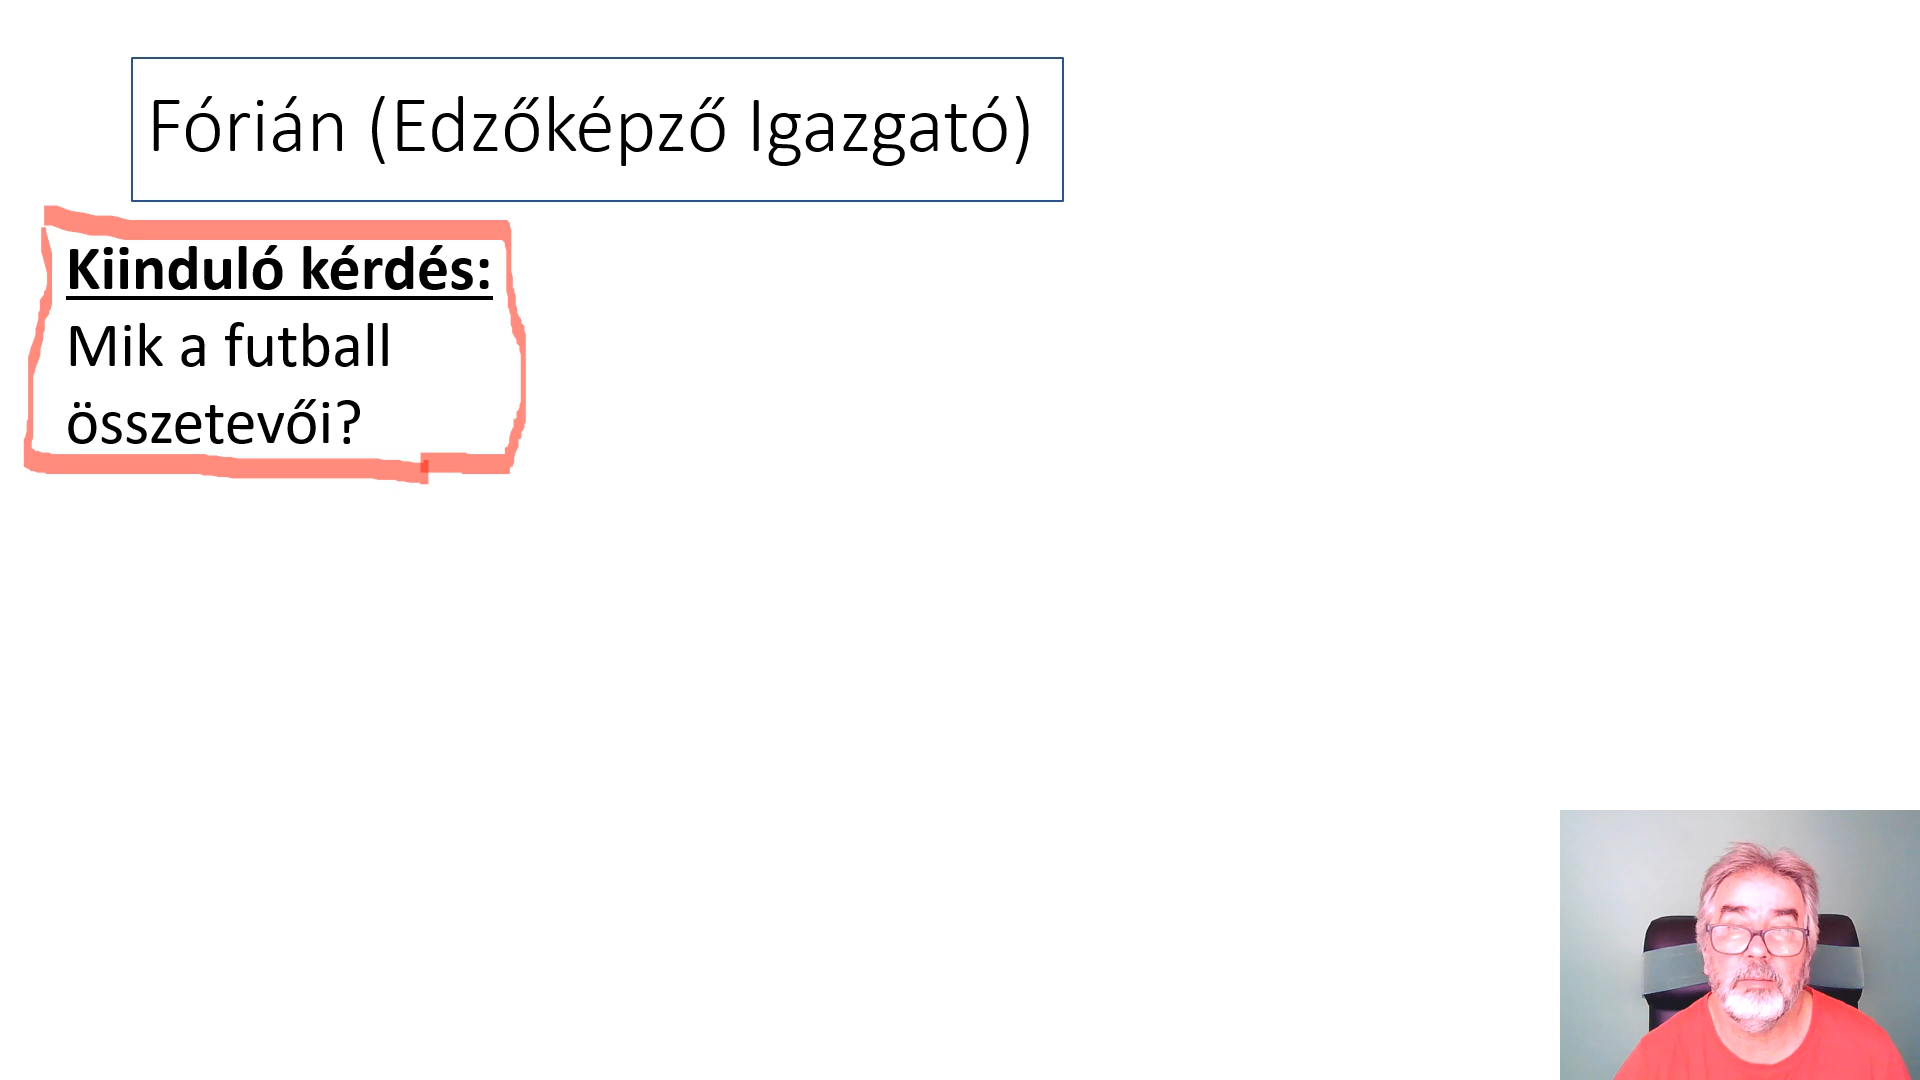 Fórián (Edzőképző Igazgató)
Kiinduló kérdés:
Mik a futball
összetevői?